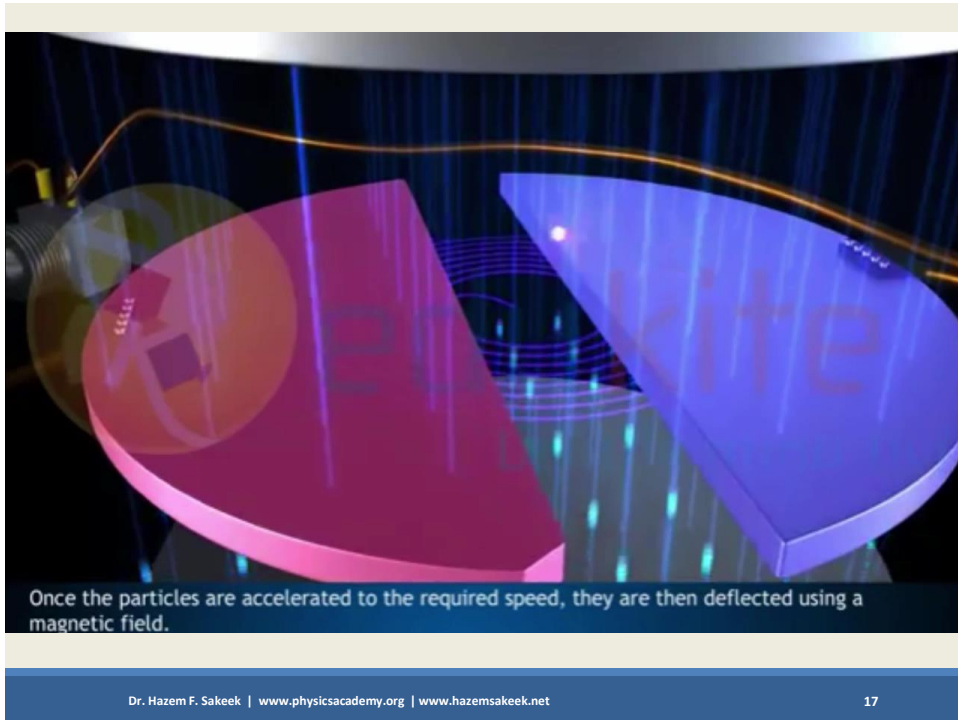 edukite
Once the particles are accelerated to the required speed, they are then deflected using a
magnetic field.
Dr. Hazem F. Sakeek | www.physicsacademy.org | www.hazemsakeek.net
17